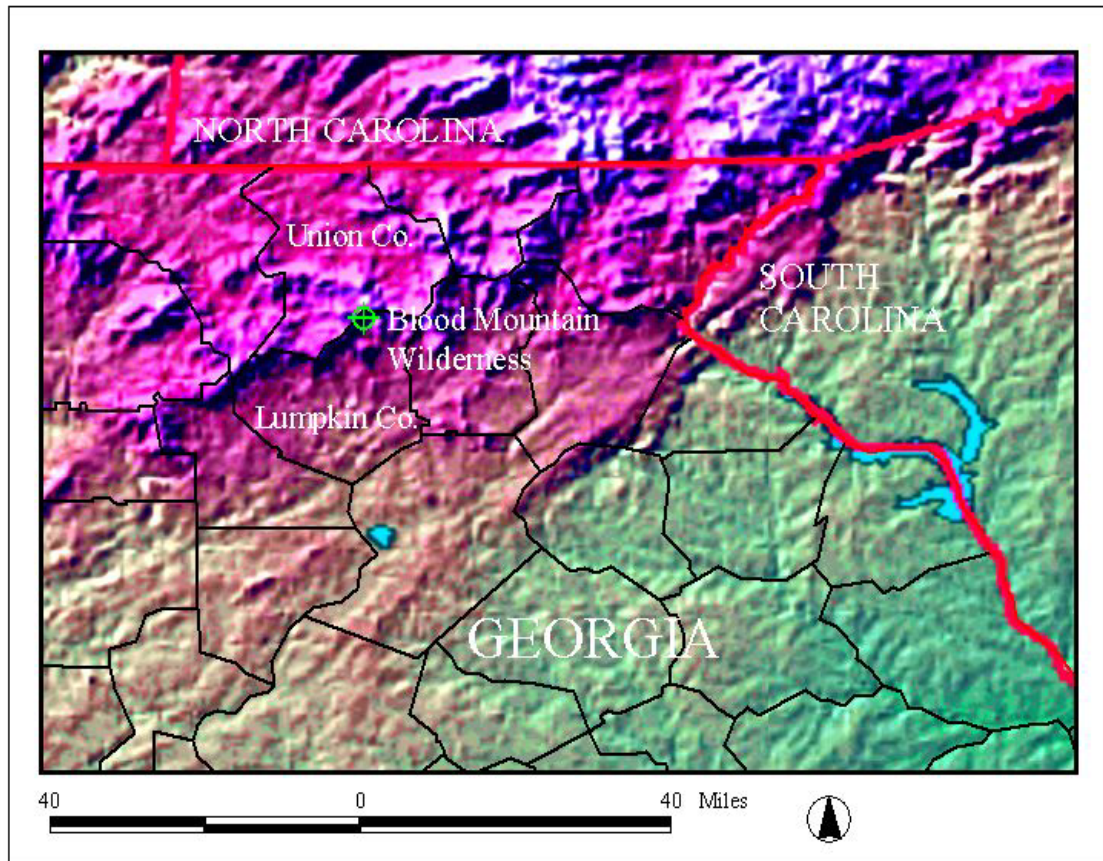 NORTH CAROLINA
Union Co.
SOUTH
CAROLINA
Blood Mountain
Wilderness
Lumpkin Co.
GEORGIA
40 0 40 Miles